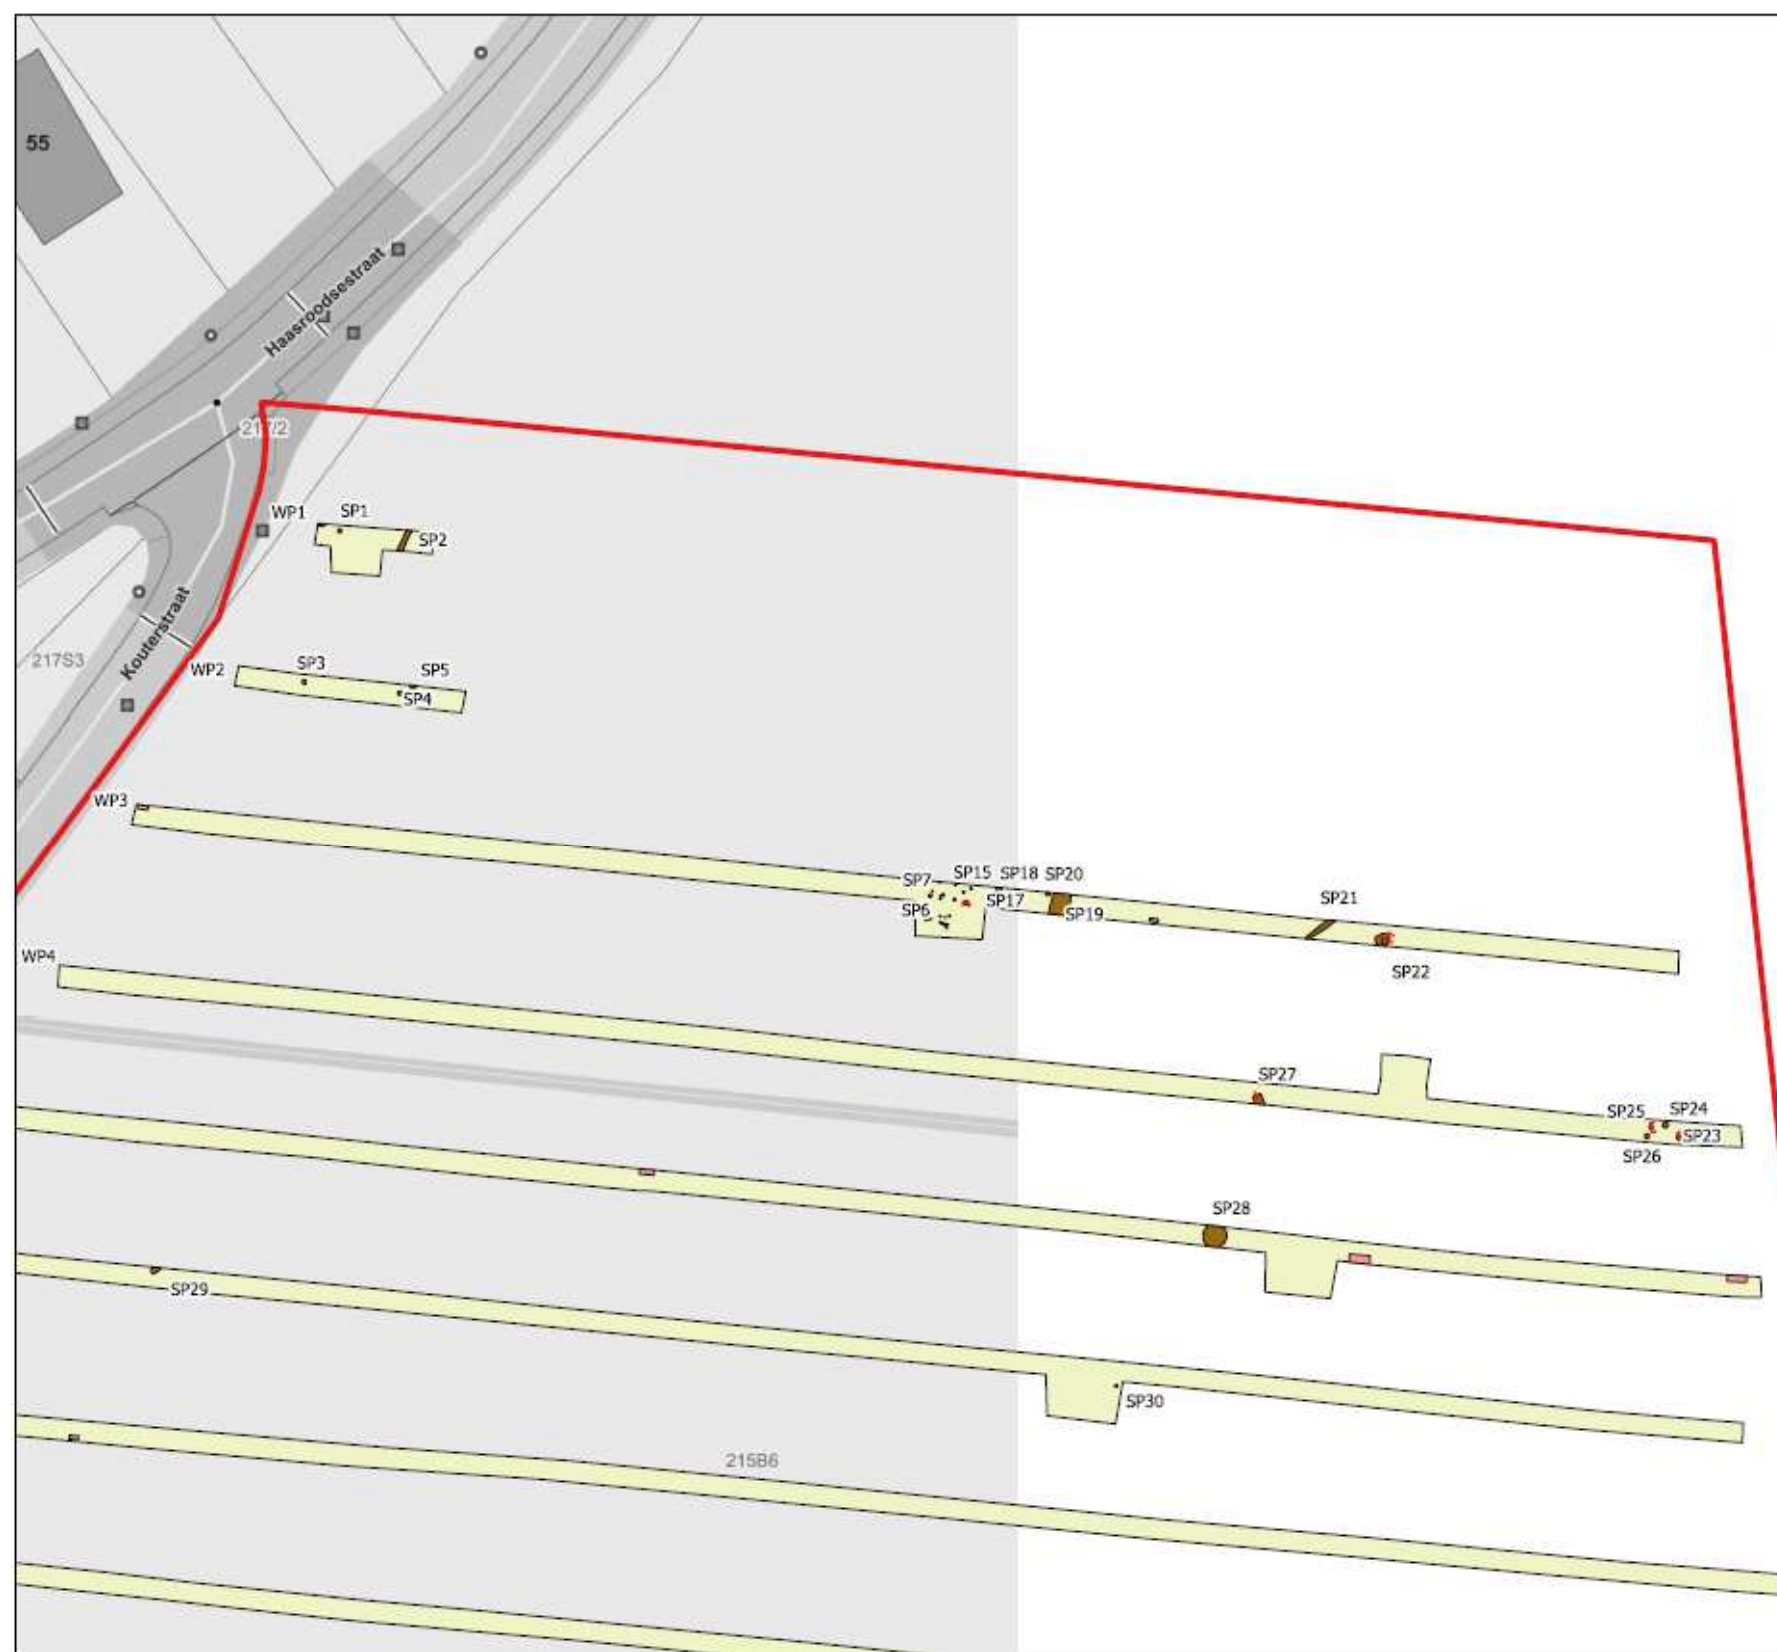 55
Haasroodsestraat
217/2
WP1
SP1
SP2
Kouterstraat
217S3
WP2
SP3
SP5
SP4
WP3
SP7
SP15
SP18
SP20
SP6
SP17
SP19
SP21
SP22
WP4
SP27
SP25
SP24
SP23
SP26
SP28
SP29
SP30
215B6